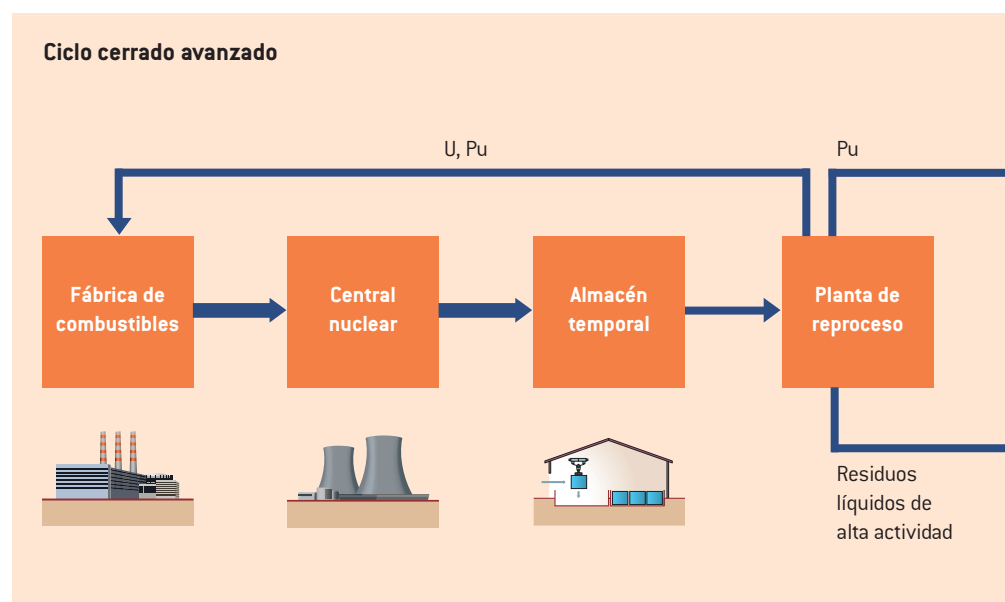 Ciclo cerrado avanzado
U, Pu
Pu
Fábrica de
combustibles
Central
nuclear
Almacén
temporal
Planta de
reproceso
Residuos
líquidos de
alta actividad